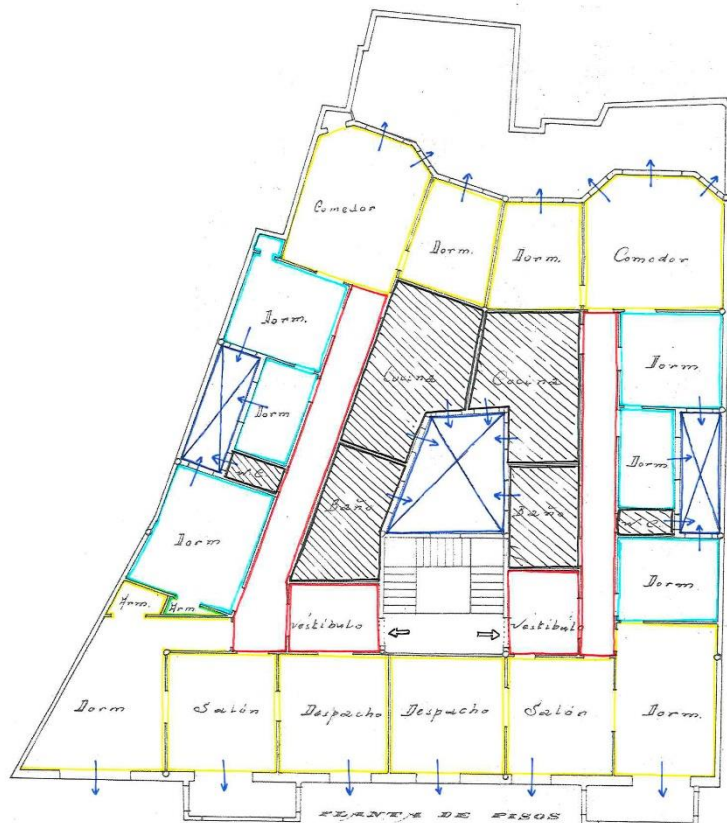 Comedor
Dorm.
Dorm.
Comedor
Dorm.
Dorm.
Cocina
Cocina
Dorm
Dorm
W C
Baño
Baño
W C
Dorm
Dorm.
Arm.
Arm
vestibulo
vestibulo
Dorm
Salón
Despacho
Despacho
Salón
Dorm.
PLANTA DE PISOS